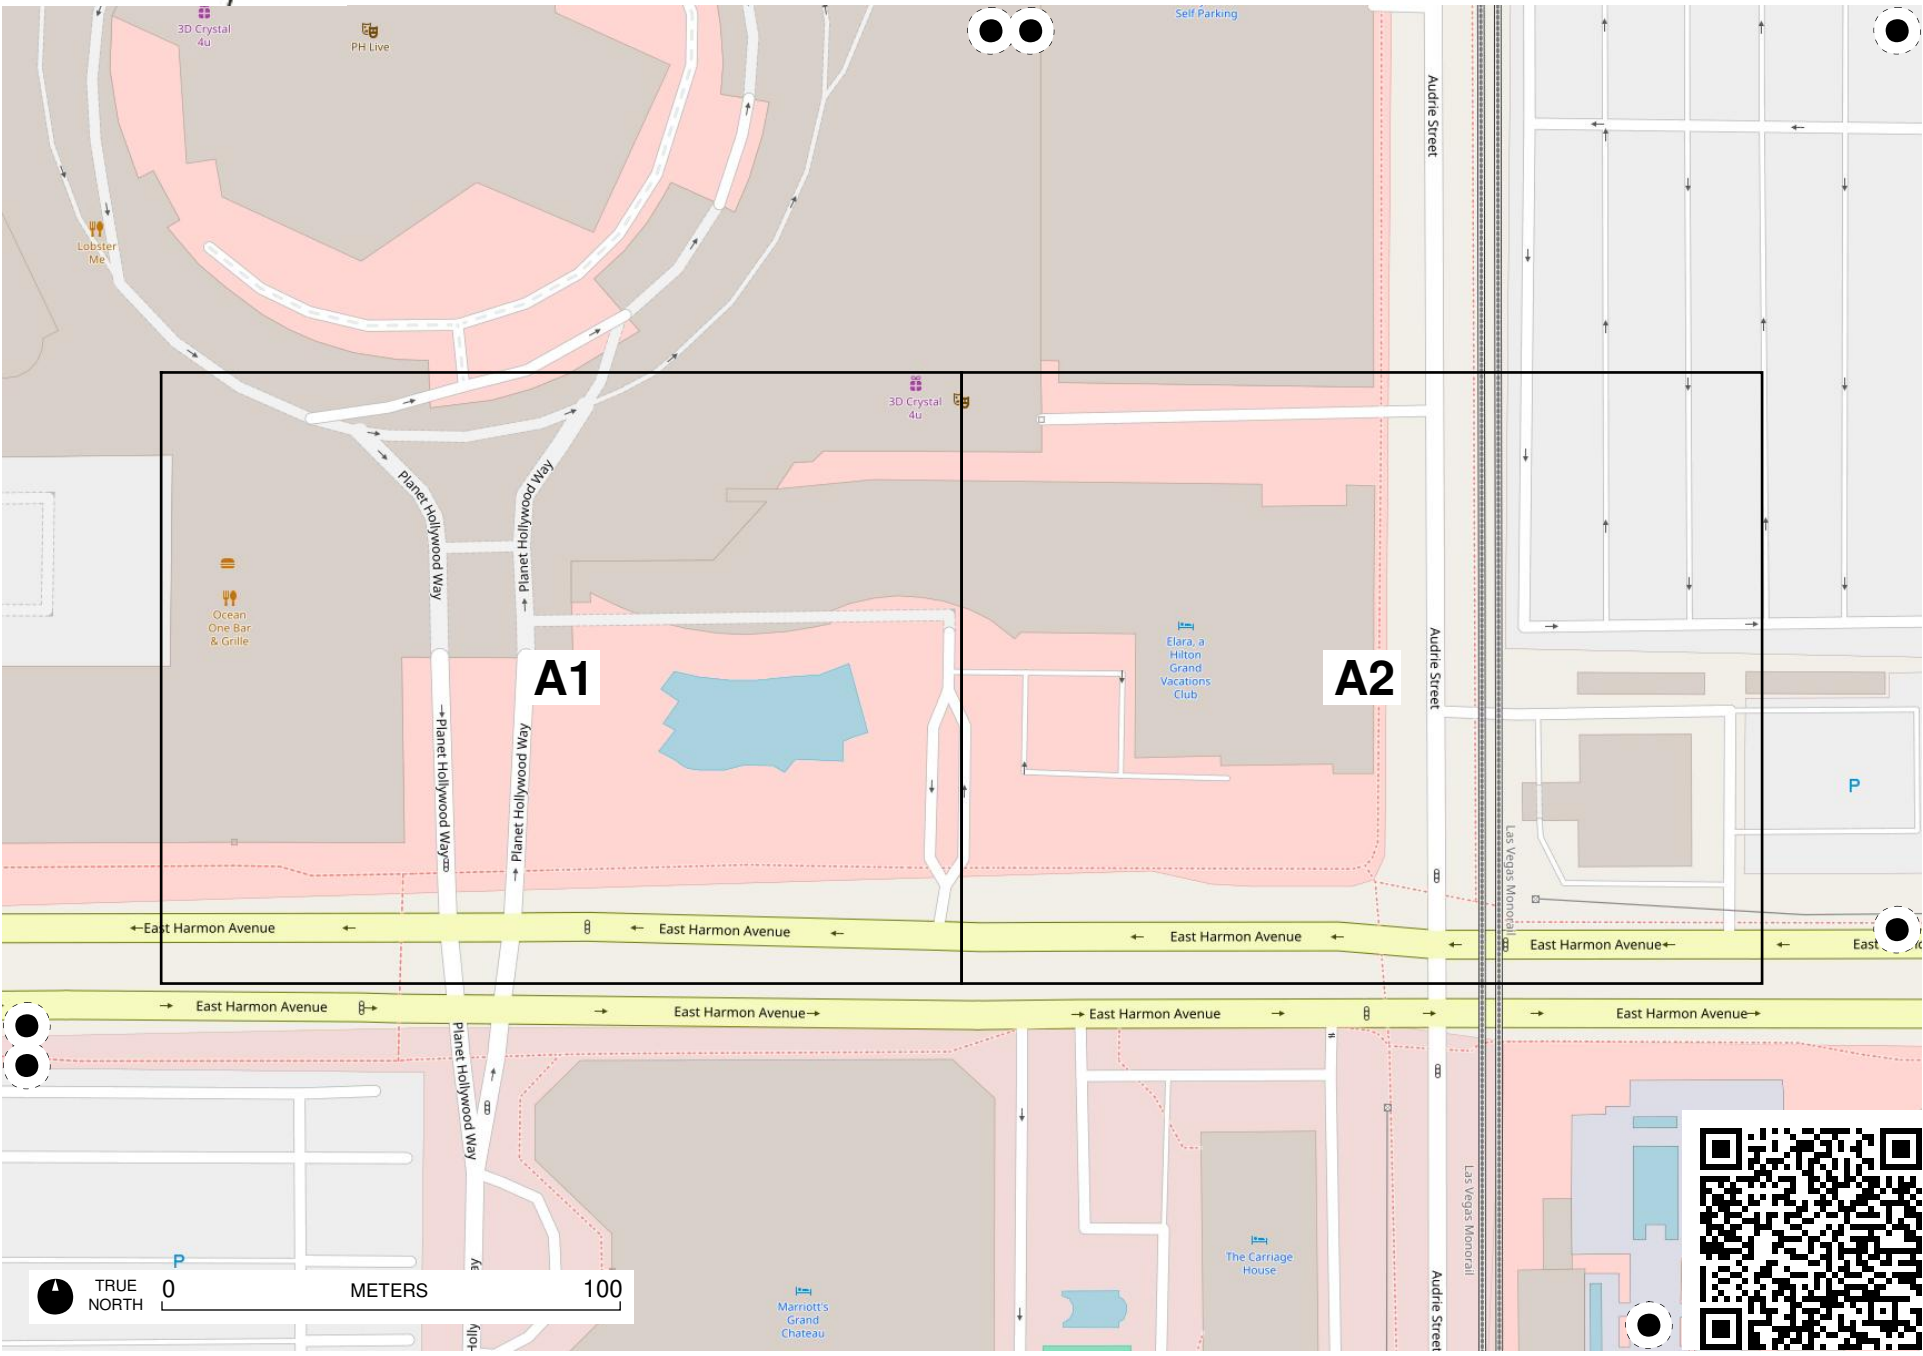 3D Crystal
4u
PH Live
Self Parking
Audrie Street
Lobster
Me
3D Crystal
4u
Planet Hollywood Way
Planet Hollywood Way
Ocean
One Bar
& Grille
A1
Elara, a
Hilton
Grand
Vacations
Club
A2
Audrie Street
Planet Hollywood Way
Planet Hollywood Way
P
Las Vegas Monorail
East Harmon Avenue
East Harmon Avenue
East Harmon Avenue
East Harmon Avenue
East
East Harmon Avenue
East Harmon Avenue
East Harmon Avenue
East Harmon Avenue
Planet Hollywood Way
Las Vegas Monorail
P
The Carriage
House
Audrie Street
Marriott's
Grand
Chateau
TRUE
NORTH
0 METERS 100